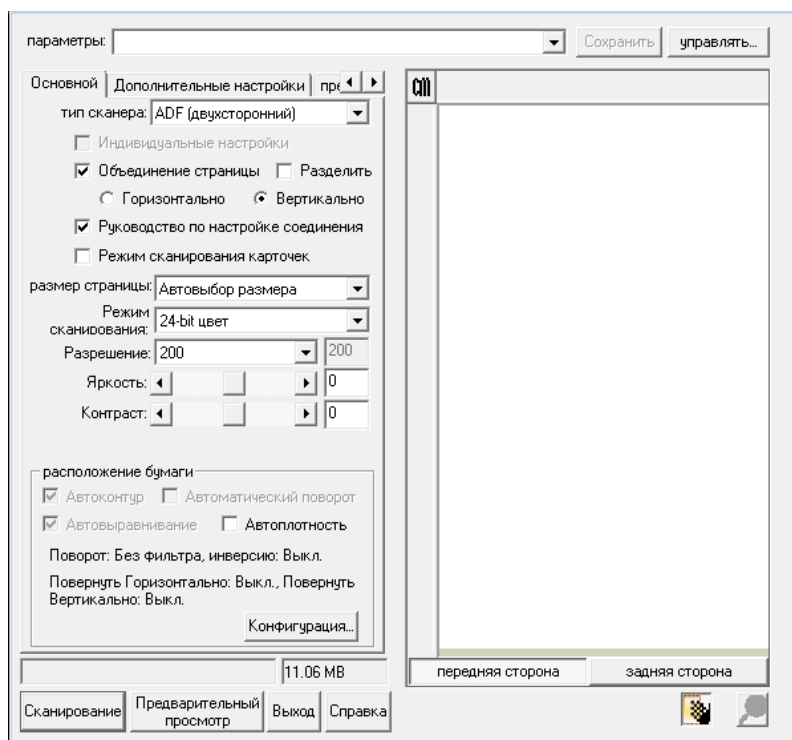 параметры:
Сохранить
управлять...
Основной
Дополнительные настройки
тип сканера: ADF (двухсторонний)
Индивидуальные настройки
Объединение страницы
Разделить
Горизонтально
Вертикально
Руководство по настройке соединения
Режим сканирования карточек
размер страницы: Автовыбор размера
Режим
сканирования: 24-bit цвет
Разрешение: 200
200
Яркость:
0
Контраст:
0
расположение бумаги
Автоконтур
Автоматический поворот
Автовыравнивание
Автоплотность
Поворот: Без фильтра, инверсию: Выкл.
Повернуть Горизонтально: Выкл., Повернуть
Вертикально: Выкл.
Конфигурация...
11.06 MB
Сканирование
Предварительный
просмотр
Выход
Справка
cm
передняя сторона
задняя сторона